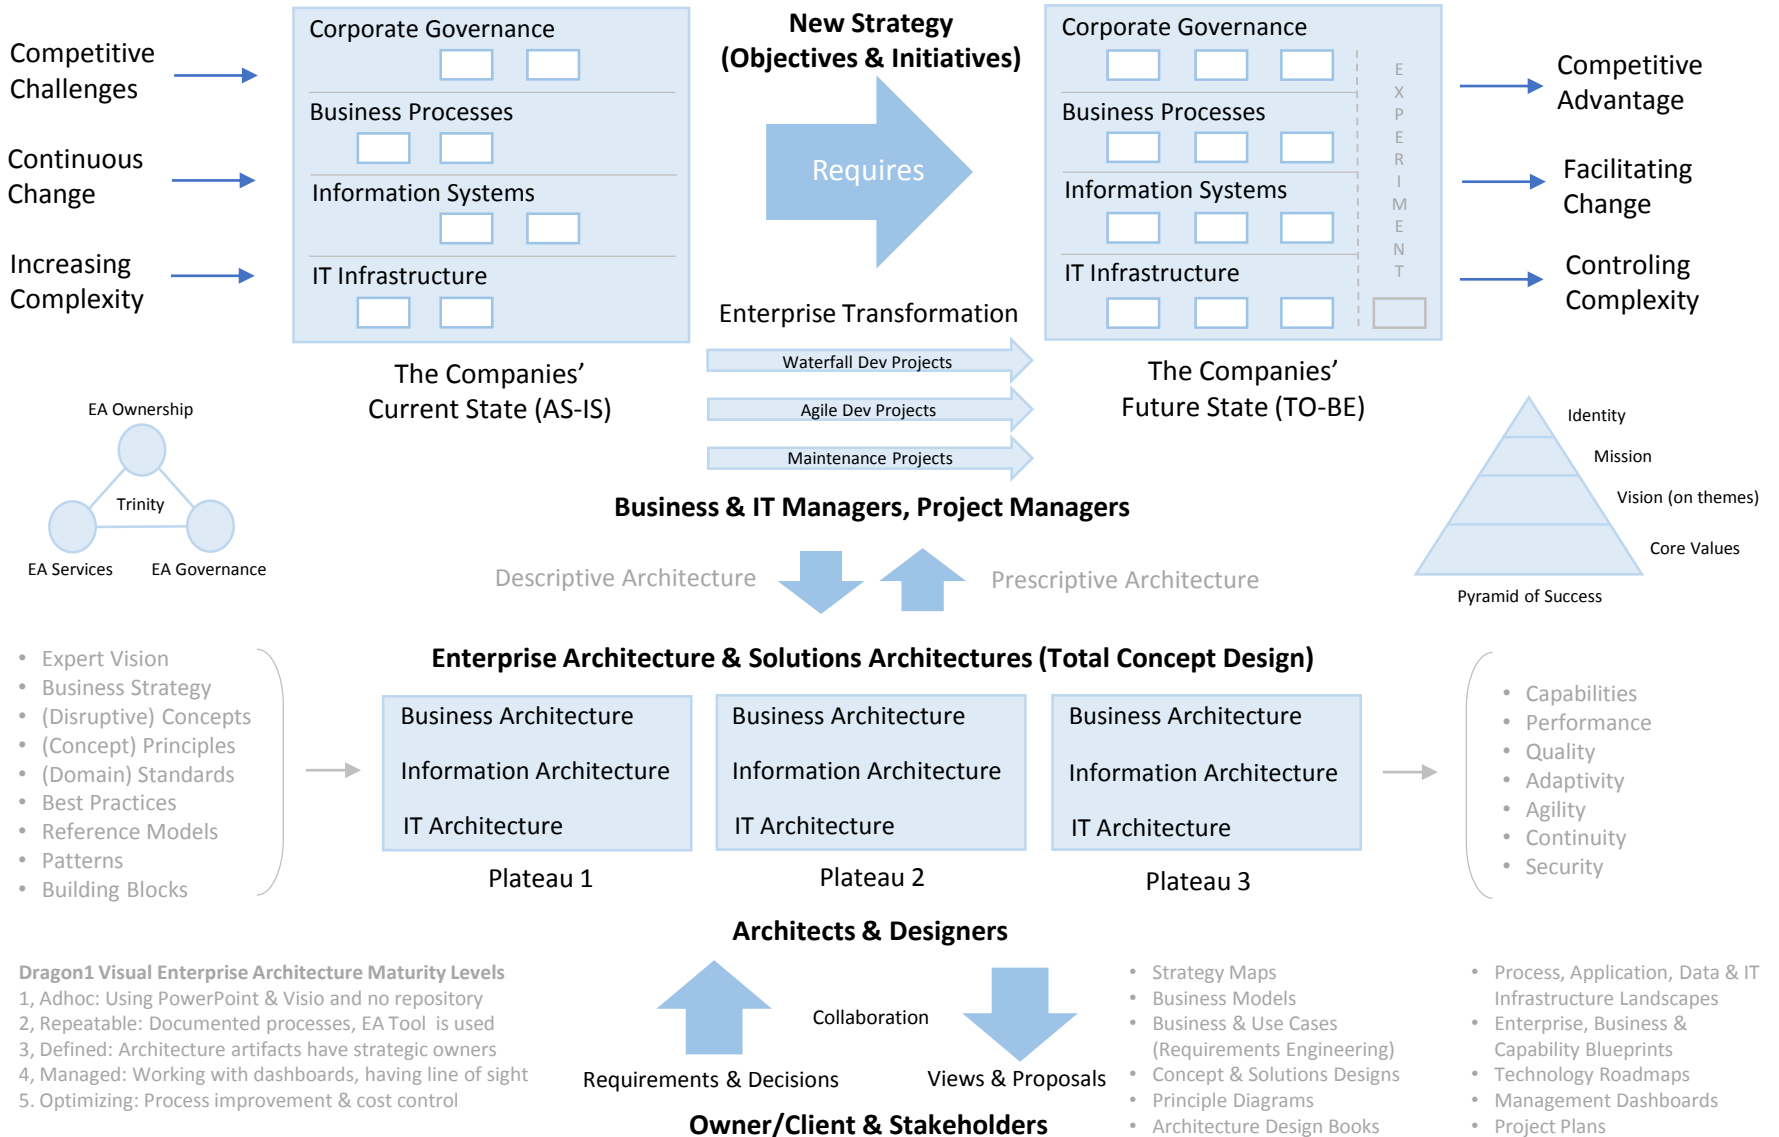 Competitive
Challenges
Continuous
Change
Increasing
Complexity
Corporate Governance
Business Processes
Information Systems
IT Infrastructure
The Companies’
Current State (AS-IS)
New Strategy
(Objectives & Initiatives)
Requires
Enterprise Transformation
Waterfall Dev Projects
Agile Dev Projects
Maintenance Projects
Corporate Governance
Business Processes
Information Systems
IT Infrastructure
EXPERIMENT
The Companies’
Future State (TO-BE)
Competitive
Advantage
Facilitating
Change
Controling
Complexity
EA Ownership
Trinity
EA Services
EA Governance
Business & IT Managers, Project Managers
Descriptive Architecture
Prescriptive Architecture
Identity
Mission
Vision (on themes)
Core Values
Pyramid of Success
Enterprise Architecture & Solutions Architectures (Total Concept Design)
• Expert Vision
• Business Strategy
• (Disruptive) Concepts
• (Concept) Principles
• (Domain) Standards
• Best Practices
• Reference Models
• Patterns
• Building Blocks
Business Architecture
Information Architecture
IT Architecture
Plateau 1
Business Architecture
Information Architecture
IT Architecture
Plateau 2
Business Architecture
Information Architecture
IT Architecture
Plateau 3
• Capabilities
• Performance
• Quality
• Adaptivity
• Agility
• Continuity
• Security
Architects & Designers
Dragon1 Visual Enterprise Architecture Maturity Levels
1, Adhoc: Using PowerPoint & Visio and no repository
2, Repeatable: Documented processes, EA Tool is used
3, Defined: Architecture artifacts have strategic owners
4, Managed: Working with dashboards, having line of sight
5. Optimizing: Process improvement & cost control
Collaboration
Requirements & Decisions
Views & Proposals
Owner/Client & Stakeholders
• Strategy Maps
• Business Models
• Business & Use Cases
(Requirements Engineering)
• Concept & Solutions Designs
• Principle Diagrams
• Architecture Design Books
• Process, Application, Data & IT
Infrastructure Landscapes
• Enterprise, Business &
Capability Blueprints
• Technology Roadmaps
• Management Dashboards
• Project Plans